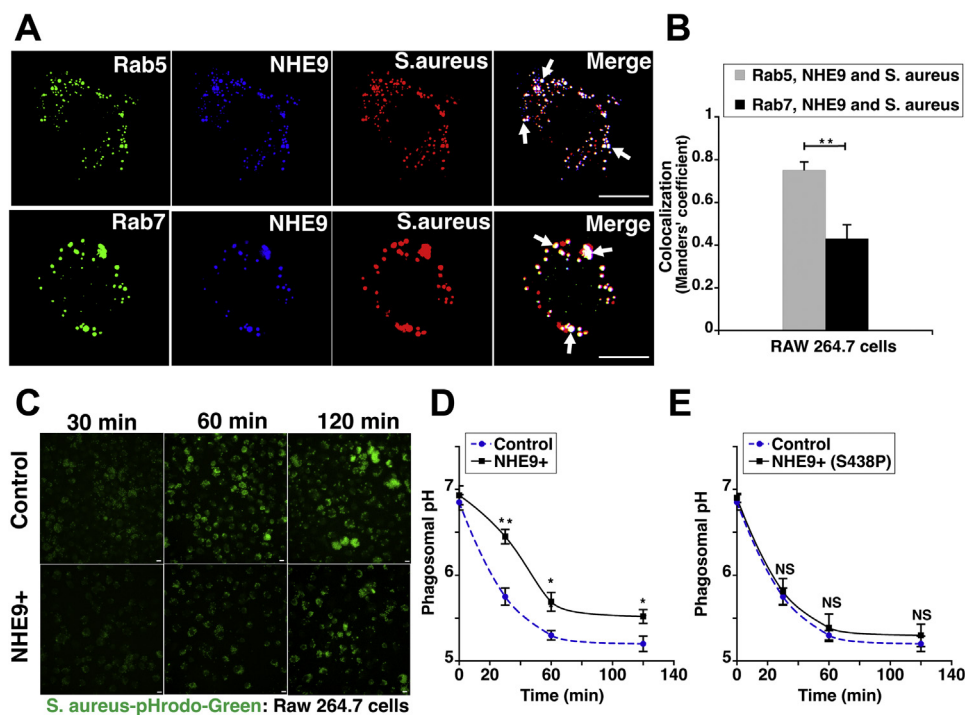 A
Rab5
NHE9
S.aureus
Merge
Rab7
NHE9
S.aureus
Merge
B
Rab5, NHE9 and S. aureus
Rab7, NHE9 and S. aureus
Colocalization
(Manders' coefficient)
1
0.8
0.6
0.4
0.2
0
**
RAW 264.7 cells
C
30 min
60 min
120 min
Control
NHE9+
S. aureus-pHrodo-Green: Raw 264.7 cells
D
Control
NHE9+
Phagosomal pH
7
6
5
**
*
*
0 20 40 60 80 100 140
Time (min)
E
Control
NHE9+ (S438P)
Phagosomal pH
7
6
5
NS
NS
NS
0 20 40 60 80 100 140
Time (min)